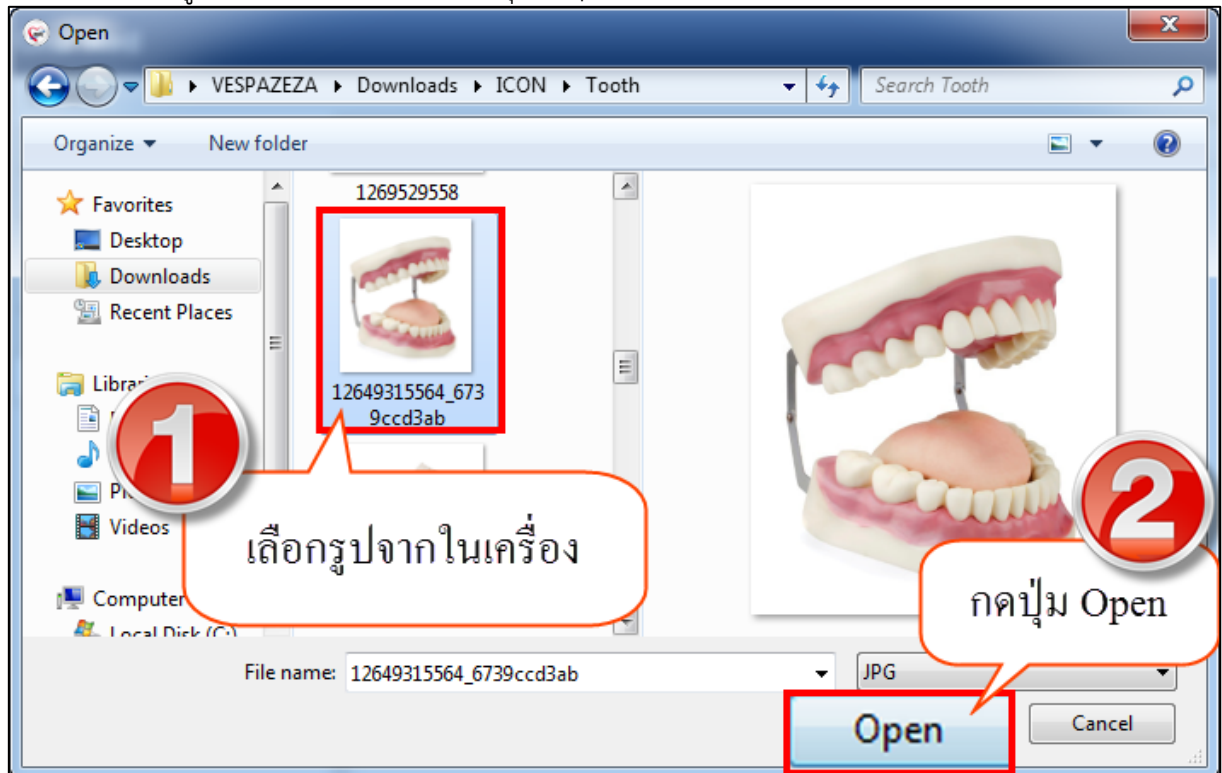 Open
VESPAZEZA Downloads ICON Tooth
Search Tooth
Organize New folder
Favorites
Desktop
Downloads
Recent Places
Computer
Videos
1269529558
12649315564_673
9ccd3ab
1
เลือกรูปจากในเครื่อง
2
กดปุ่ม Open
File name: 12649315564_6739ccd3ab
JPG
Open
Cancel